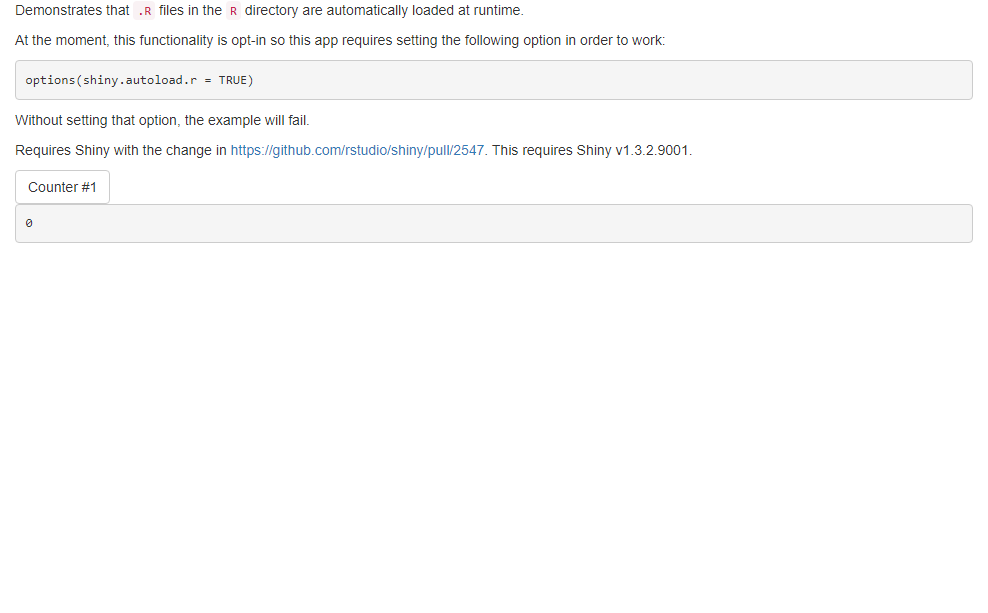 Demonstrates that .R files in the R directory are automatically loaded at runtime.
At the moment, this functionality is opt-in so this app requires setting the following option in order to work:
options(shiny.autoload.r = TRUE)
Without setting that option, the example will fail.
Requires Shiny with the change in https://github.com/rstudio/shiny/pull/2547. This requires Shiny v1.3.2.9001.
Counter #1
0